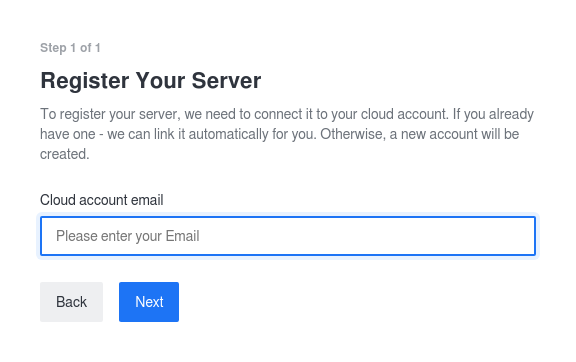 Step 1 of 1
Register Your Server
To register your server, we need to connect it to your cloud account. If you already
have one - we can link it automatically for you. Otherwise, a new account will be
created.
Cloud account email
Please enter your Email
Back
Next